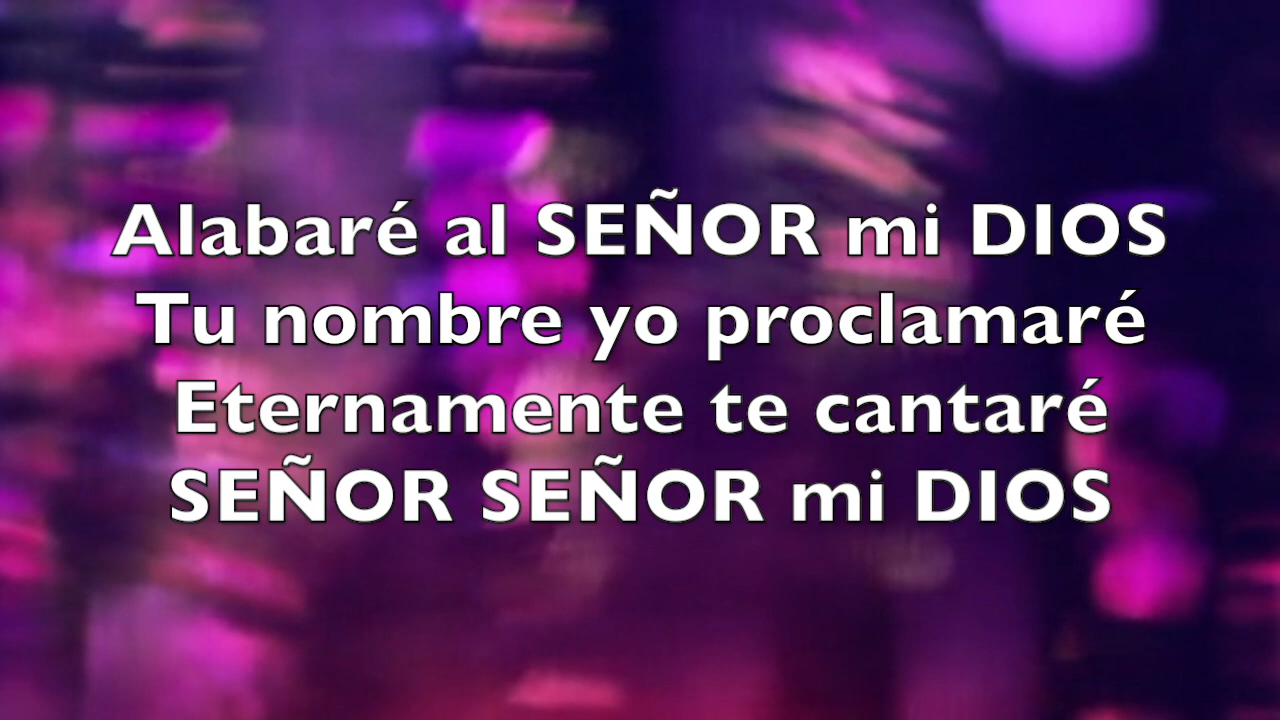 Alabaré al SEÑOR mi DIOS
Tu nombre yo proclamaré
Eternamente te cantaré
SEÑOR SEÑOR mi DIOS